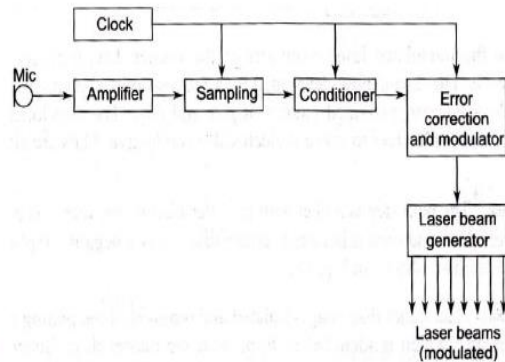 Clock
Mic
Amplifier
Sampling
Conditioner
Error
correction
and modulator
Laser beam
generator
Laser beams
(modulated)